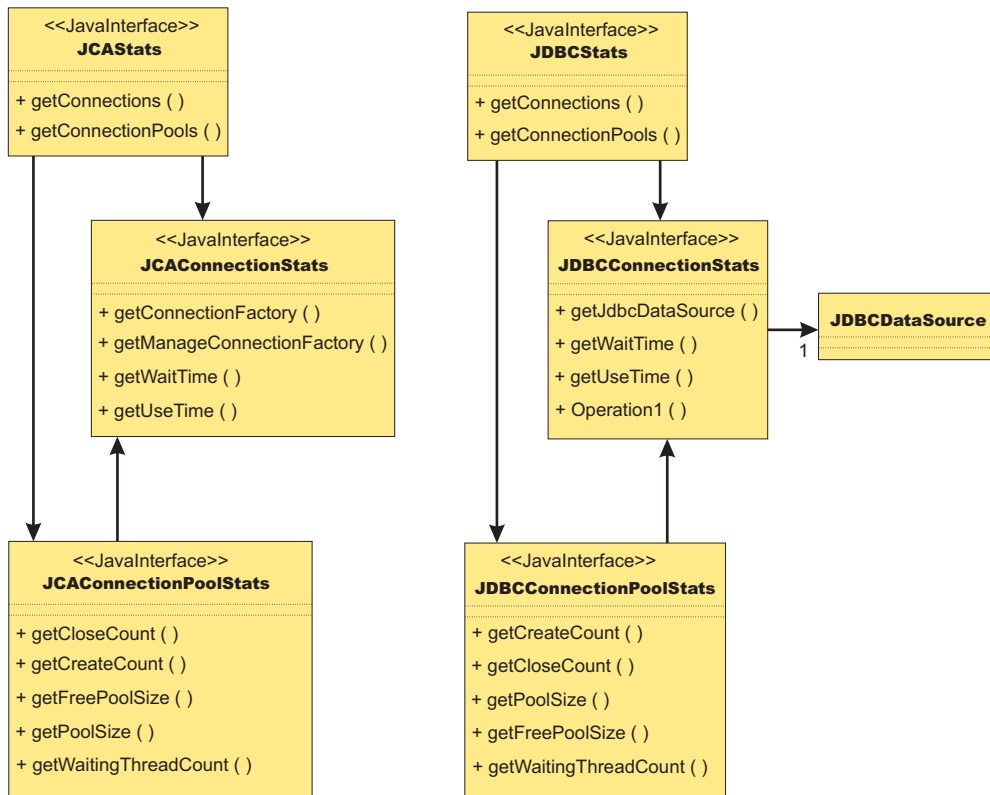 <<JavaInterface>>
JCAStats
+ getConnections ( )
+ getConnectionPools ( )
<<JavaInterface>>
JDBCStats
+ getConnections ( )
+ getConnectionPools ( )
<<JavaInterface>>
JCAConnectionStats
+ getConnectionFactory ( )
+ getManageConnectionFactory ( )
+ getWaitTime ( )
+ getUseTime ( )
<<JavaInterface>>
JDBCConnectionStats
+ getJdbcDataSource ( )
+ getWaitTime ( )
+ getUseTime ( )
+ Operation1 ( )
1
JDBCDataSource
<<JavaInterface>>
JCAConnectionPoolStats
+ getCloseCount ( )
+ getCreateCount ( )
+ getFreePoolSize ( )
+ getPoolSize ( )
+ getWaitingThreadCount ( )
<<JavaInterface>>
JDBCConnectionPoolStats
+ getCreateCount ( )
+ getCloseCount ( )
+ getPoolSize ( )
+ getFreePoolSize ( )
+ getWaitingThreadCount ( )